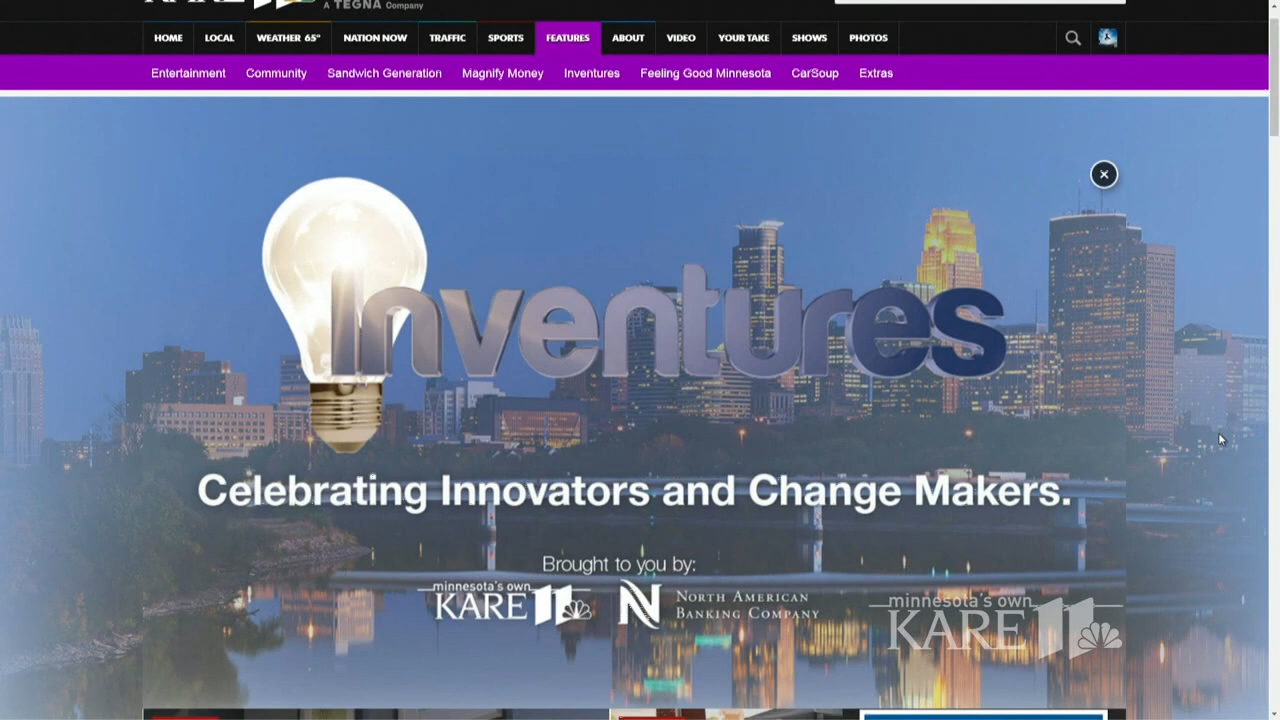 KARE 11
A TEGNA Company
HOME LOCAL WEATHER 65° NATION NOW TRAFFIC SPORTS FEATURES ABOUT VIDEO YOUR TAKE SHOWS PHOTOS
Entertainment Community Sandwich Generation Magnify Money Inventures Feeling Good Minnesota CarSoup Extras
Inventures
Celebrating Innovators and Change Makers.
Brought to you by:
minnesota's own
KARE 11
N NORTH AMERICAN
BANKING COMPANY
minnesota's own
KARE 11